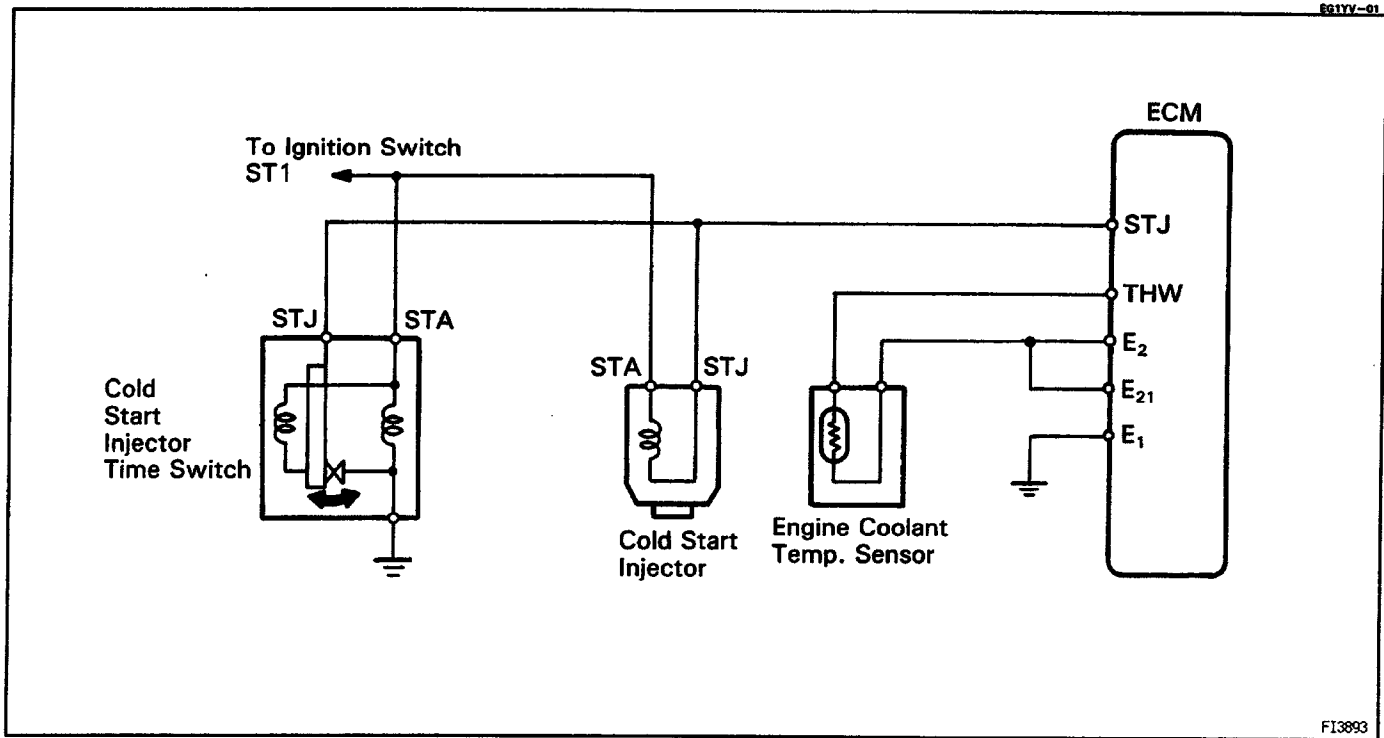 EG1YV-01
ECM
To Ignition Switch
ST1
STJ
THW
STJ
STA
E2
STA
STJ
E21
Cold
Start
Injector
Time Switch
E1
Cold Start
Injector
Engine Coolant
Temp. Sensor
FI3893